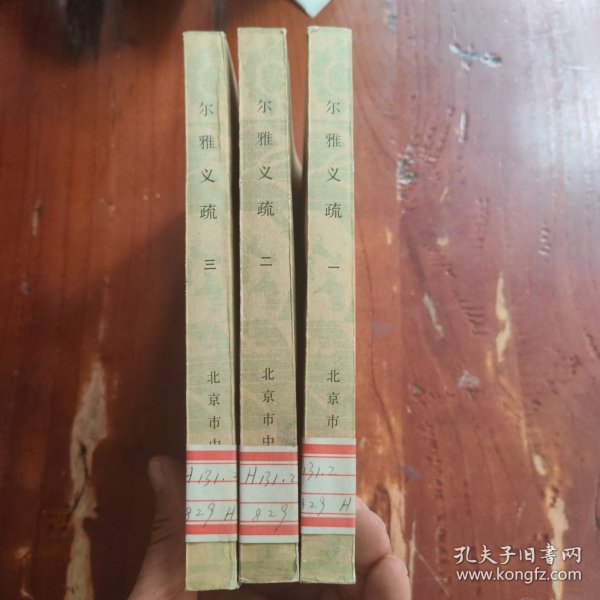 尔雅义疏 三
北京市中
H131.2
829 H
尔雅义疏 二
北京市中
H131.2
829
尔雅义疏 一
北京市
131.2
829 H
孔夫子旧书网
www.kongfz.com